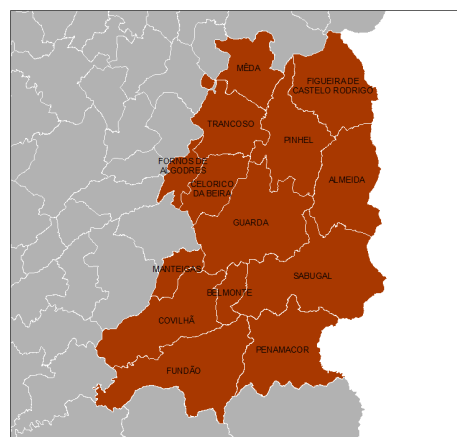 MÊDA
FIGUEIRA DE
CASTELO RODRIGO
TRANCOSO
PINHEL
FORNOS DE
ALGODRES
CELORICO
DA BEIRA
ALMEIDA
GUARDA
MANTEIGAS
SABUGAL
BELMONTE
COVILHÃ
PENAMACOR
FUNDÃO